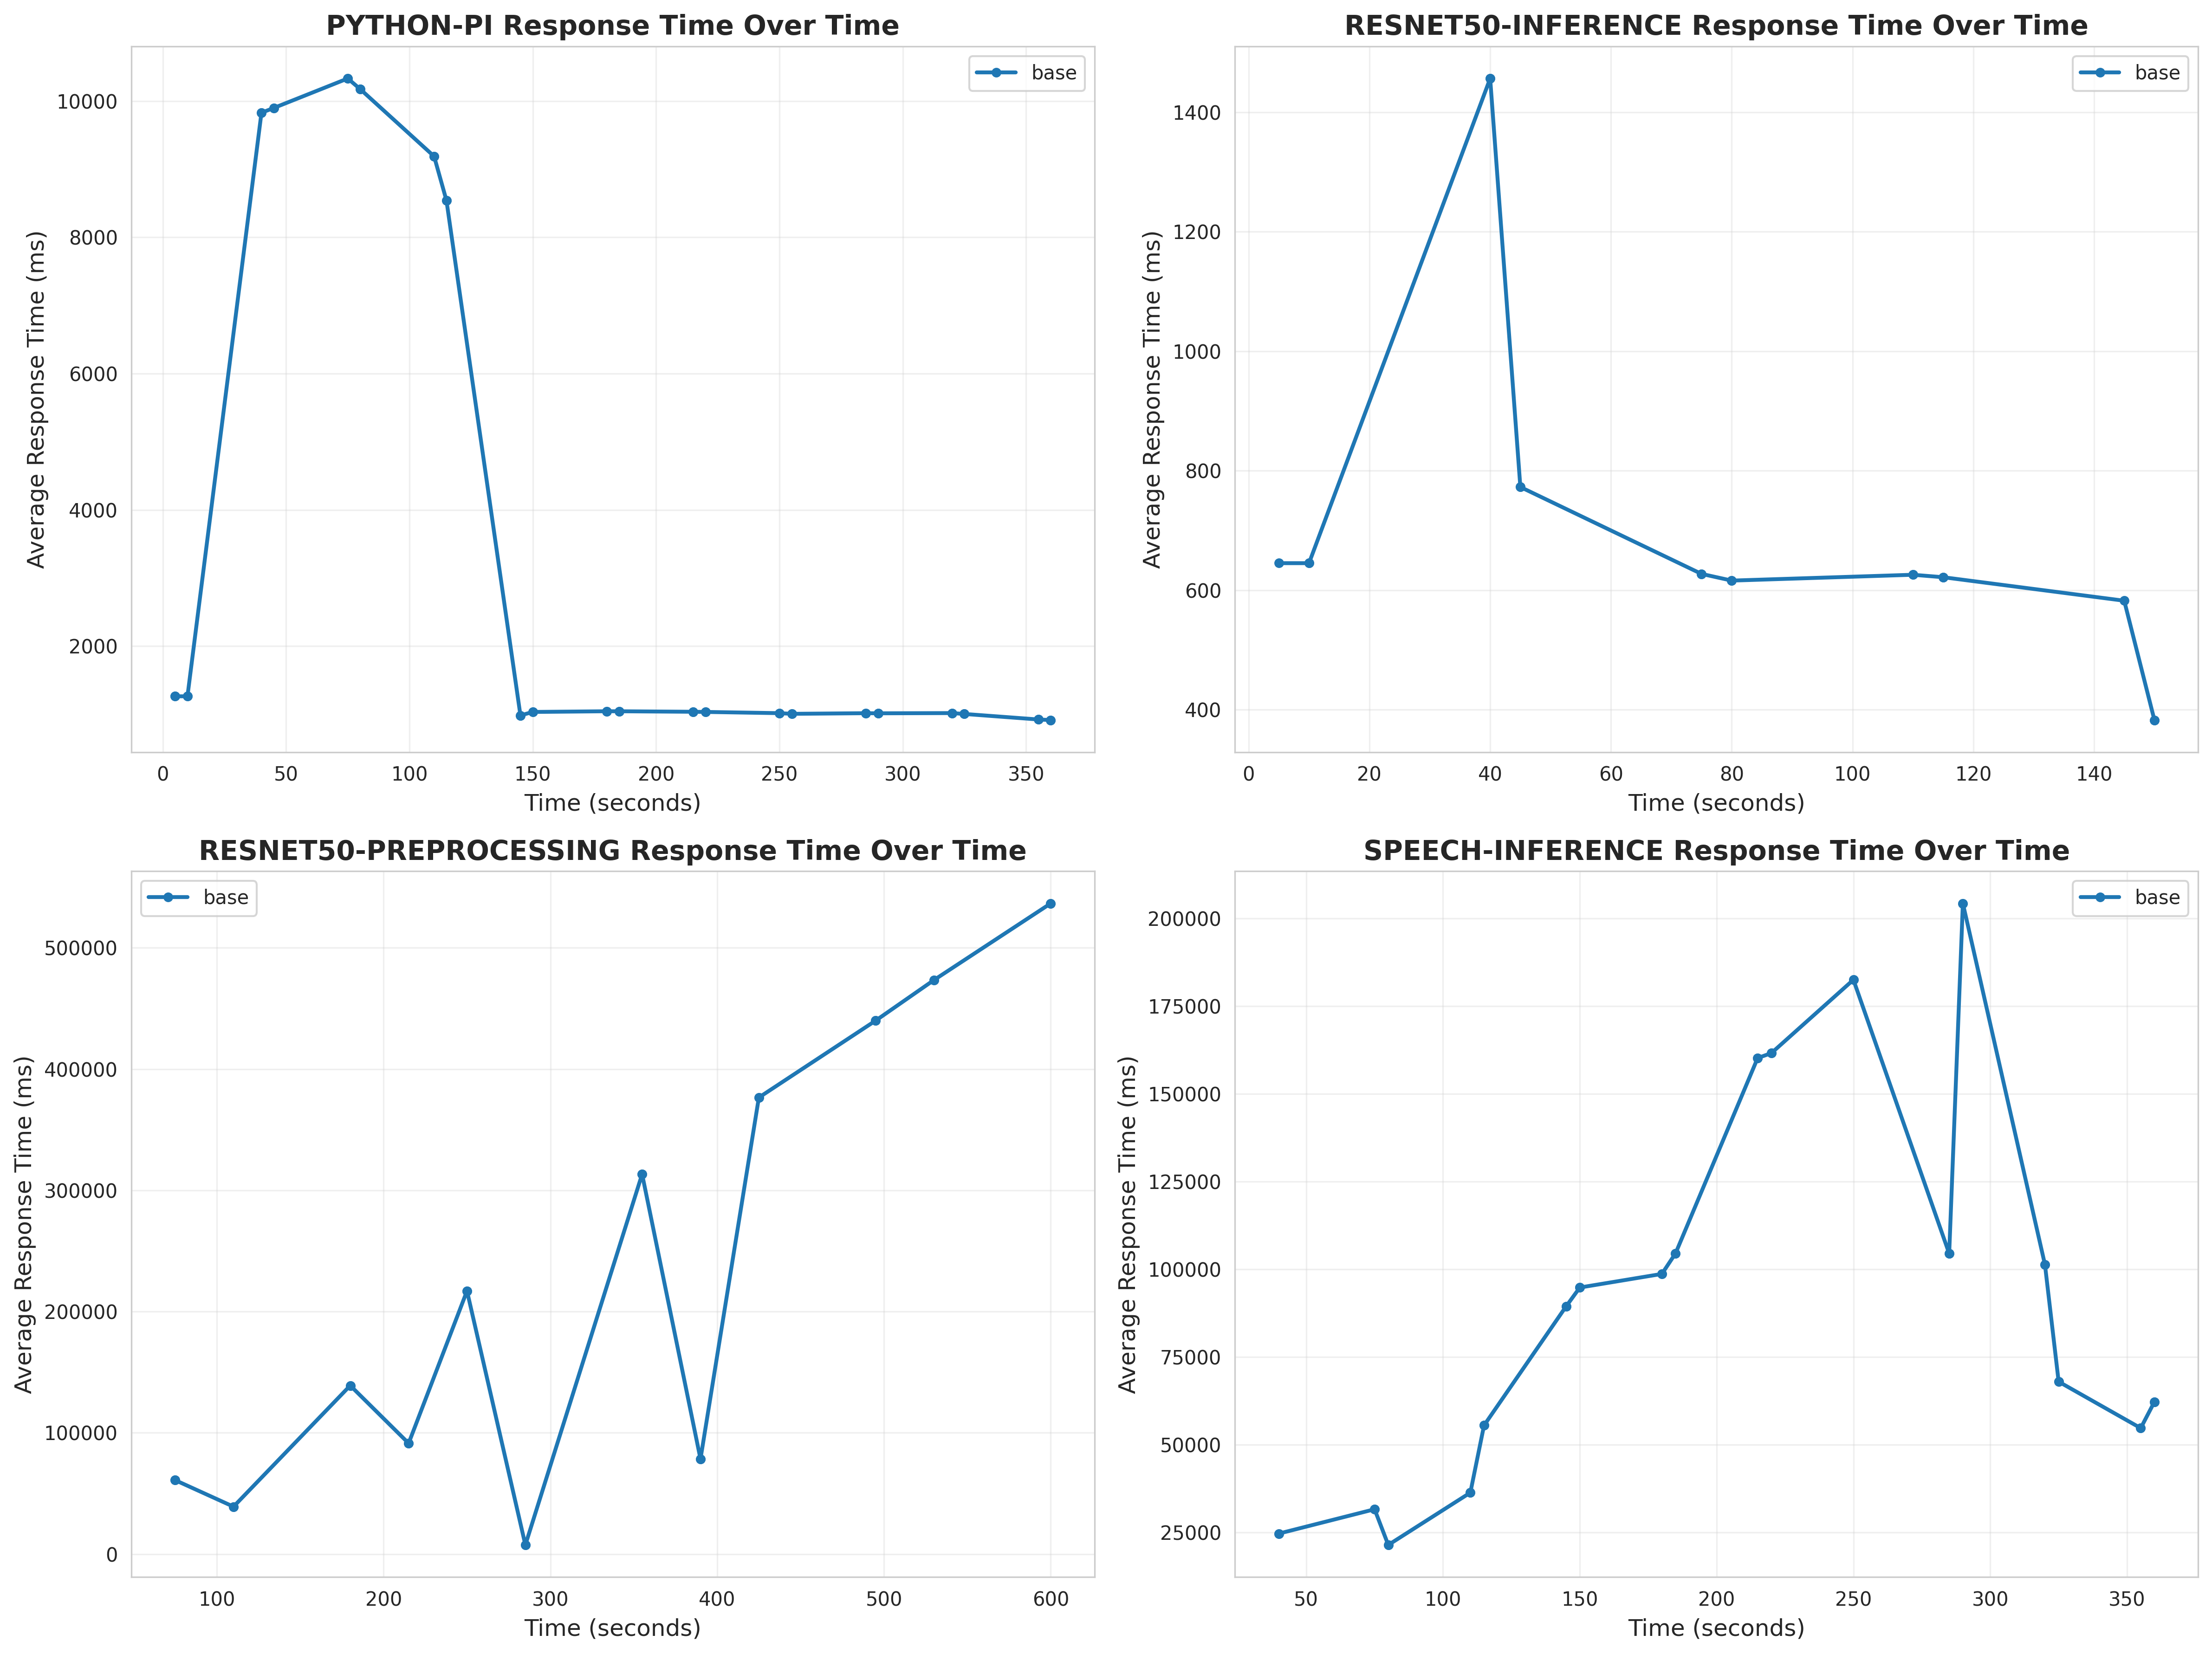 PYTHON-PI Response Time Over Time
base
Average Response Time (ms)
10000
8000
6000
4000
2000
0 50 100 150 200 250 300 350
Time (seconds)
RESNET50-INFERENCE Response Time Over Time
base
Average Response Time (ms)
1400
1200
1000
800
600
400
0 20 40 60 80 100 120 140
Time (seconds)
RESNET50-PREPROCESSING Response Time Over Time
base
Average Response Time (ms)
500000
400000
300000
200000
100000
0
100 200 300 400 500 600
Time (seconds)
SPEECH-INFERENCE Response Time Over Time
base
Average Response Time (ms)
200000
175000
150000
125000
100000
75000
50000
25000
50 100 150 200 250 300 350
Time (seconds)